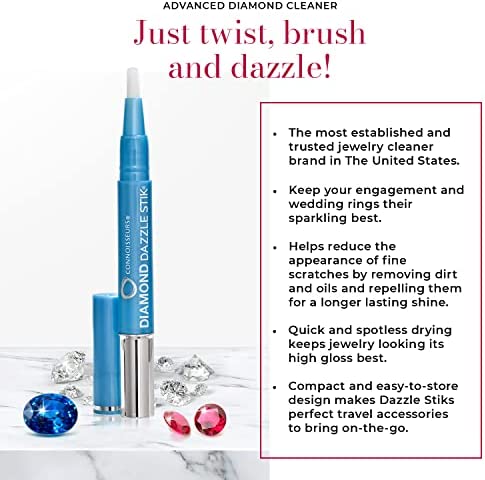 ADVANCED DIAMOND CLEANER
Just twist, brush
and dazzle!
CONNOISSEURS®
DIAMOND DAZZLE STIK®
• The most established and
trusted jewelry cleaner
brand in The United States.
• Keep your engagement and
wedding rings their
sparkling best.
• Helps reduce the
appearance of fine
scratches by removing dirt
and oils and repelling them
for a longer lasting shine.
• Quick and spotless drying
keeps jewelry looking its
high gloss best.
• Compact and easy-to-store
design makes Dazzle Stiks
perfect travel accessories
to bring on-the-go.